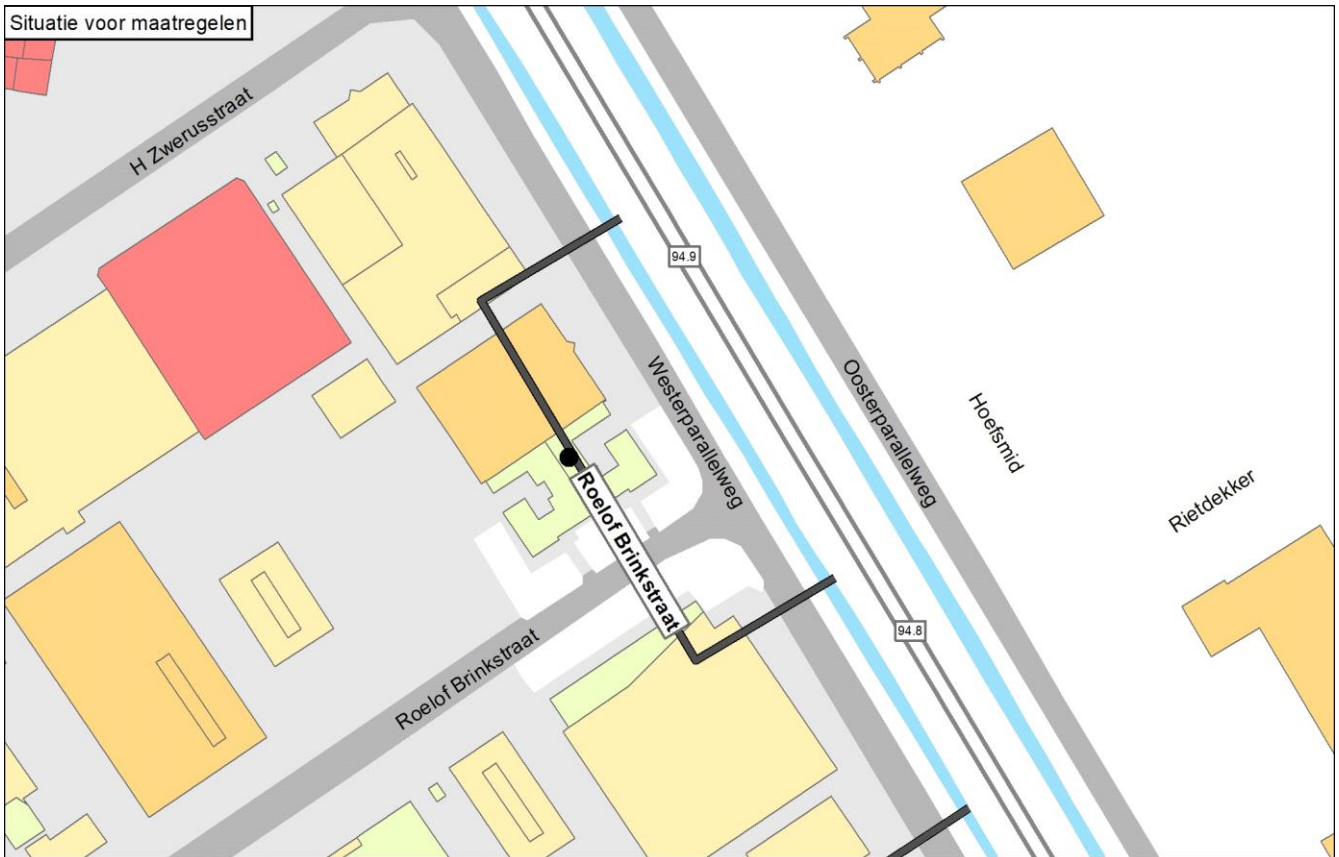 Situatie voor maatregelen
H Zwerusstraat
94.9
Westerparallelweg
Oosterparallelweg
Hoefsmid
Rietdekker
Roelof Brinkstraat
94.8
Roelof Brinkstraat